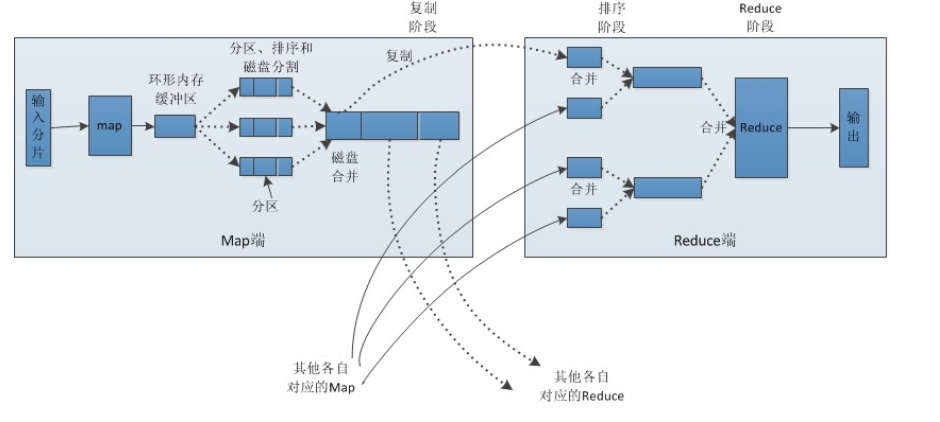 复制
阶段
排序
阶段
Reduce
阶段
分区、排序和
磁盘分割
复制
环形内存
缓冲区
输入分片
map
磁盘
合并
分区
Map端
合并
合并
合并
Reduce
输出
Reduce端
其他各自
对应的Map
其他各自
对应的Reduce